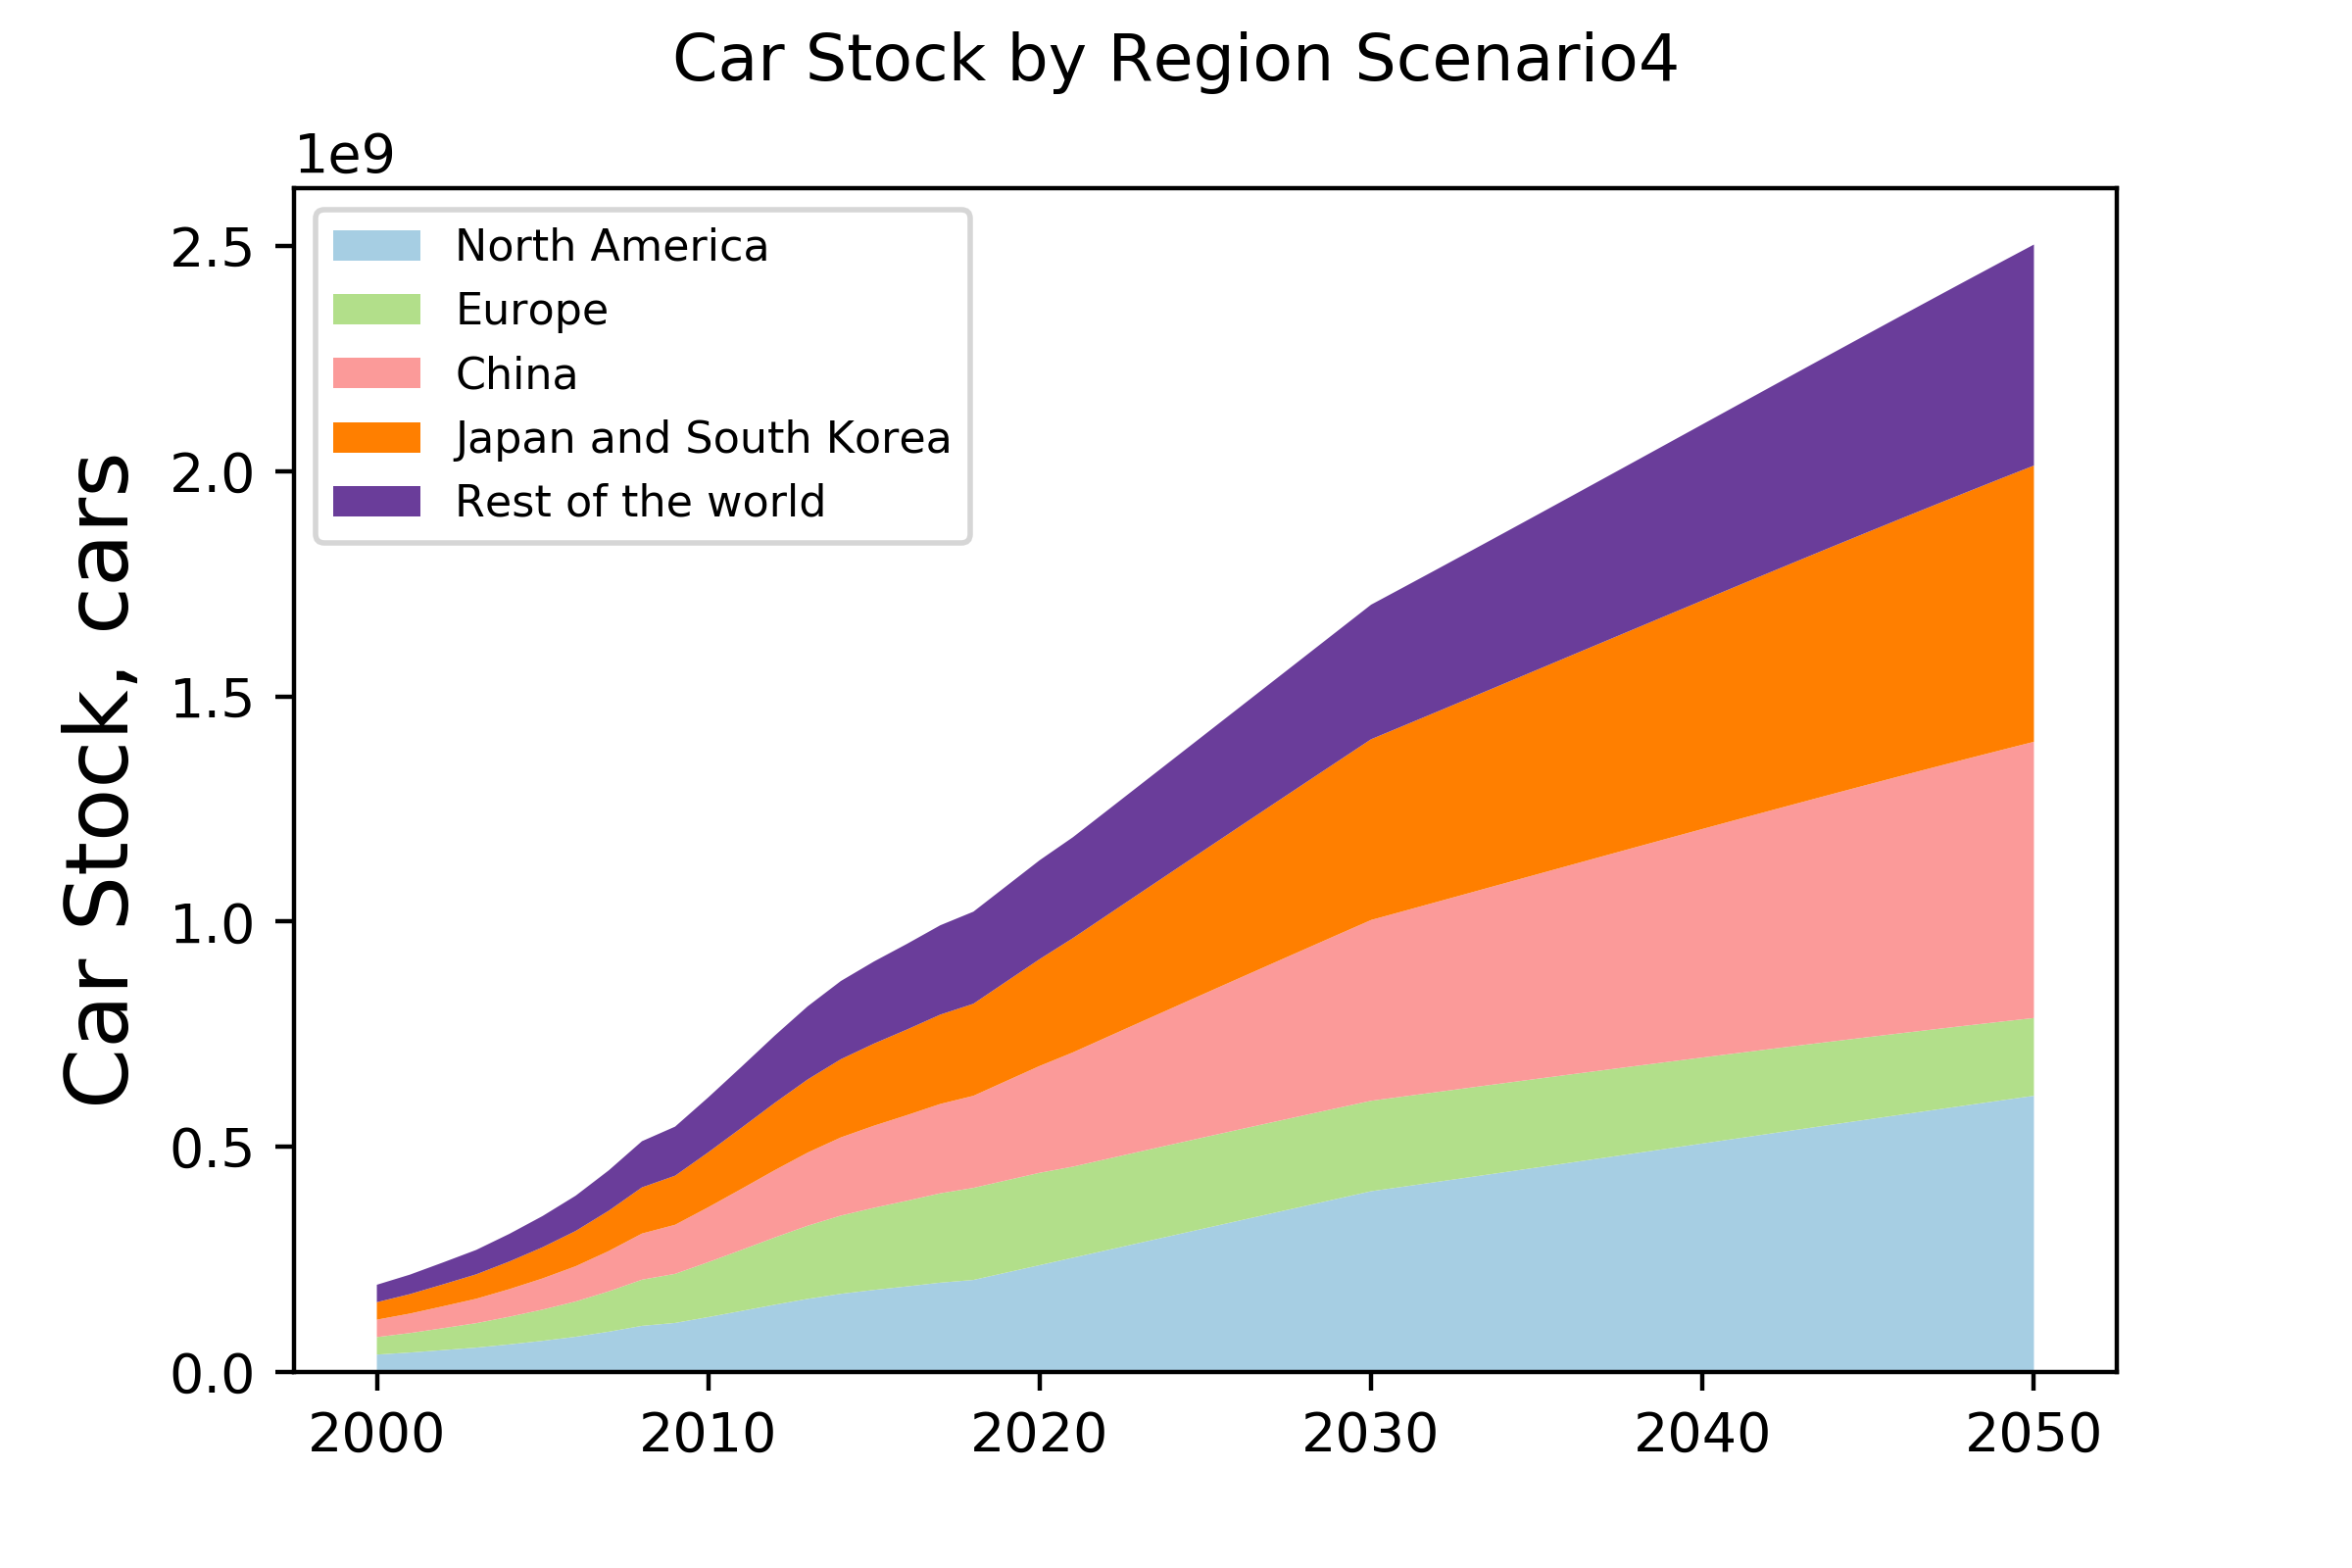 Car Stock by Region Scenario4
1e9
2.5
2.0
1.5
1.0
0.5
0.0
Car Stock, cars
North America
Europe
China
Japan and South Korea
Rest of the world
2000 2010 2020 2030 2040 2050